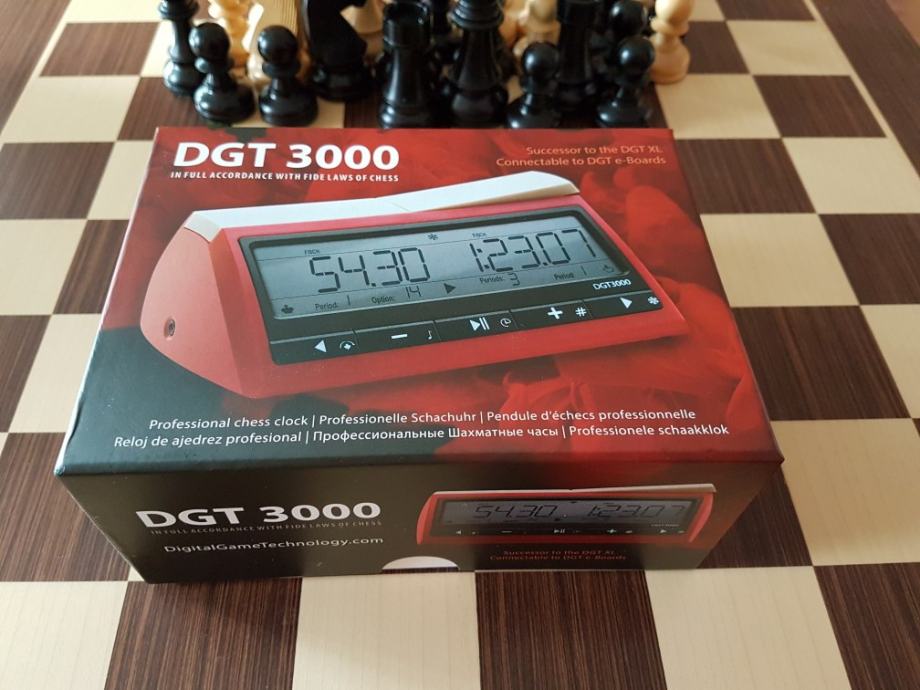 DGT 3000
IN FULL ACCORDANCE WITH FIDE LAWS OF CHESS
Successor to the DGT XL
Connectable to DGT e-Boards
FISCH FISCH
54.30 1:23.07
Period: 1 Option: 14 Periods: 3 Period: 1
DGT3000
Professional chess clock | Professionelle Schachuhr | Pendule d'échecs professionnelle
Reloj de ajedrez profesional | Профессиональные Шахматные часы | Professionele schaakklok
DGT 3000
IN FULL ACCORDANCE WITH FIDE LAWS OF CHESS
DigitalGameTechnology.com
54.30 1:23.07
Successor to the DGT XL
Connectable to DGT e-Boards